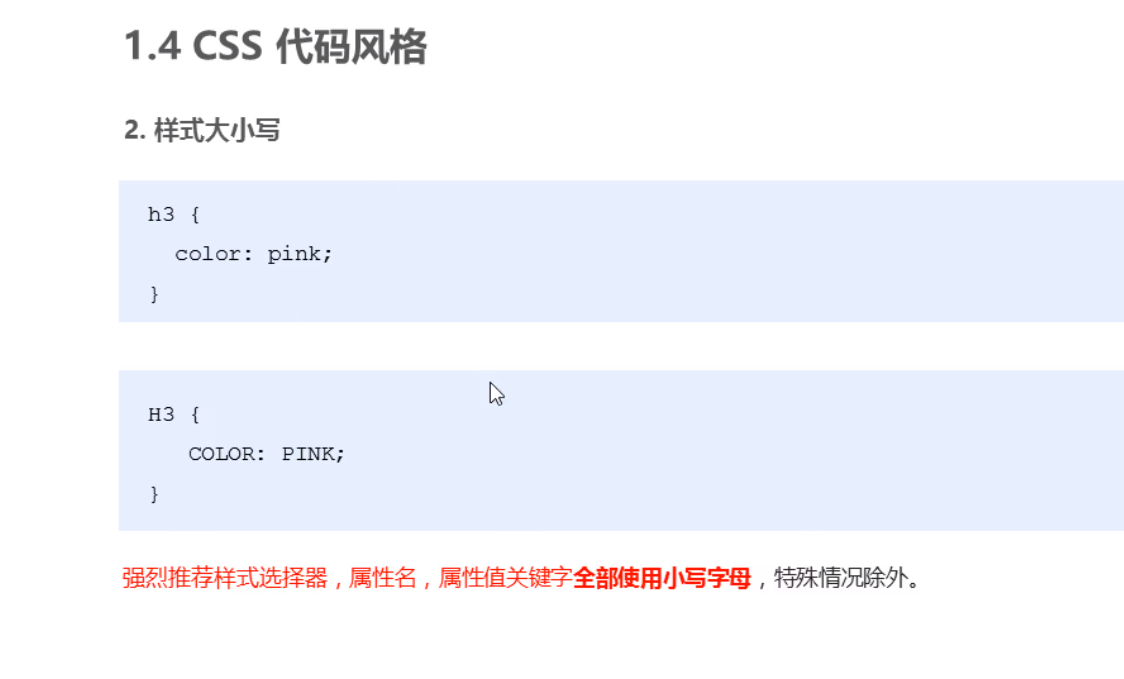 1.4 CSS 代码风格
2. 样式大小写
h3 {
  color: pink;
}
H3 {
   COLOR: PINK;
}
强烈推荐样式选择器，属性名，属性值关键字全部使用小写字母，特殊情况除外。